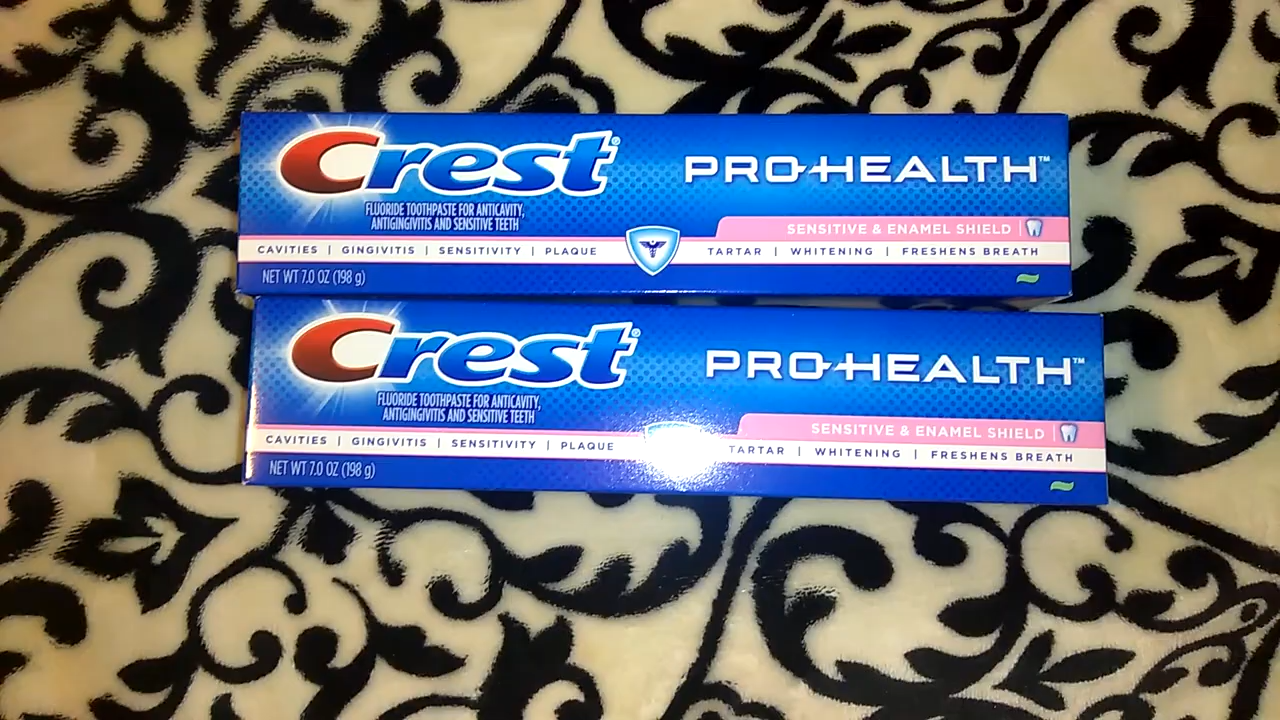 Crest®
PRO-HEALTH™
FLUORIDE TOOTHPASTE FOR ANTICAVITY,
ANTIGINGIVITIS AND SENSITIVE TEETH
SENSITIVE & ENAMEL SHIELD
CAVITIES | GINGIVITIS | SENSITIVITY | PLAQUE
TARTAR | WHITENING | FRESHENS BREATH
NET WT 7.0 OZ (198 g)
Crest®
PRO-HEALTH™
FLUORIDE TOOTHPASTE FOR ANTICAVITY,
ANTIGINGIVITIS AND SENSITIVE TEETH
SENSITIVE & ENAMEL SHIELD
CAVITIES | GINGIVITIS | SENSITIVITY | PLAQUE
TARTAR | WHITENING | FRESHENS BREATH
NET WT 7.0 OZ (198 g)